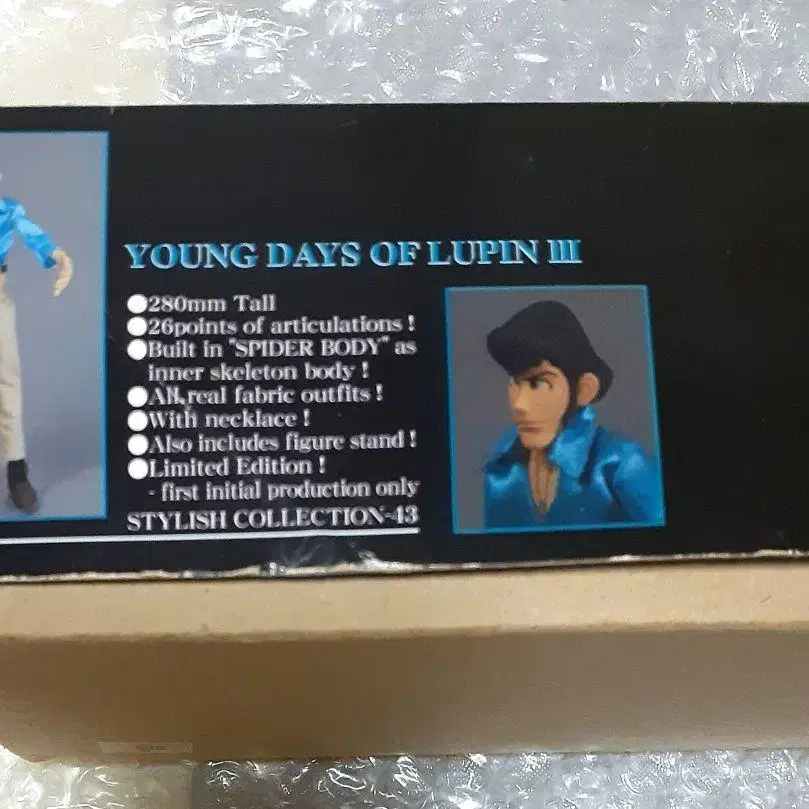 YOUNG DAYS OF LUPIN III
●280mm Tall
●26points of articulations !
●Built in "SPIDER BODY" as
inner skeleton body !
●All real fabric outfits !
●With necklace !
●Also includes figure stand !
●Limited Edition !
- first initial production only
STYLISH COLLECTION-43